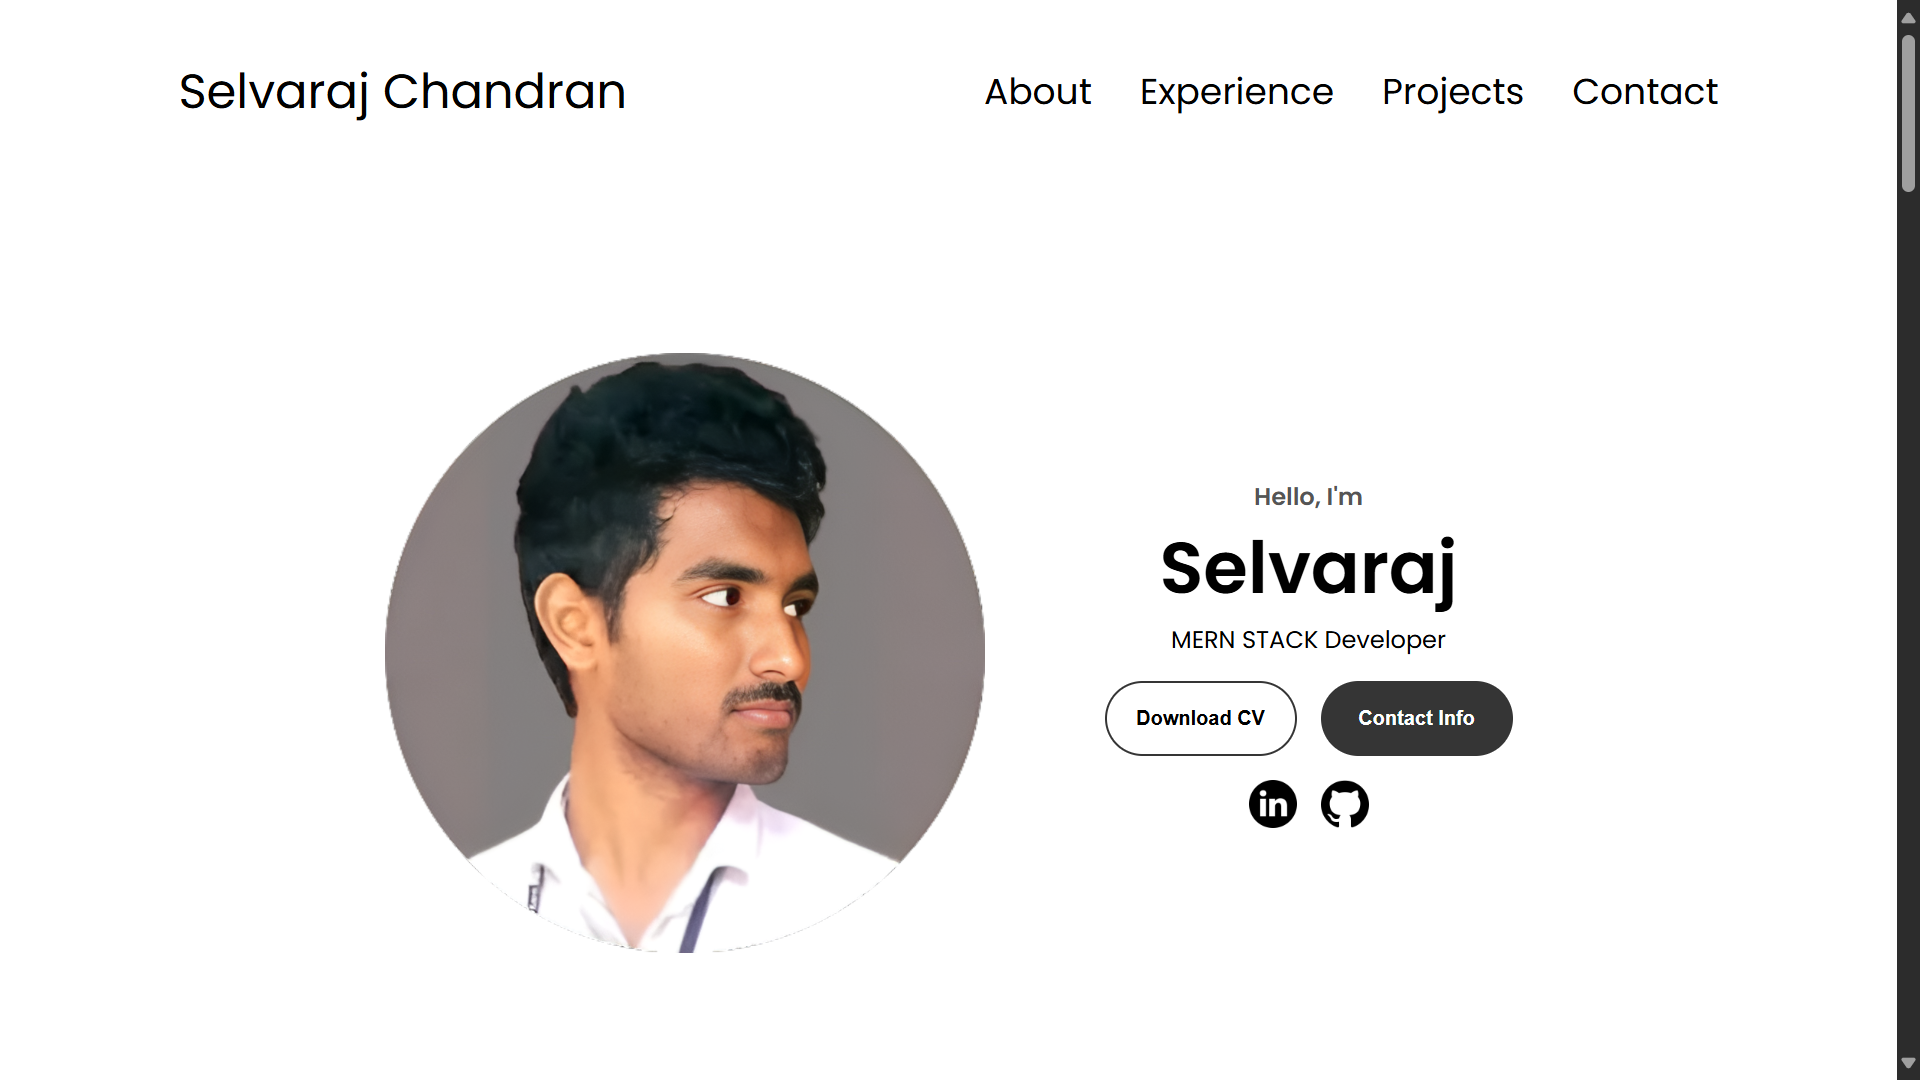 Selvaraj Chandran
About Experience Projects Contact
Hello, I'm
Selvaraj
MERN STACK Developer
Download CV
Contact Info
in